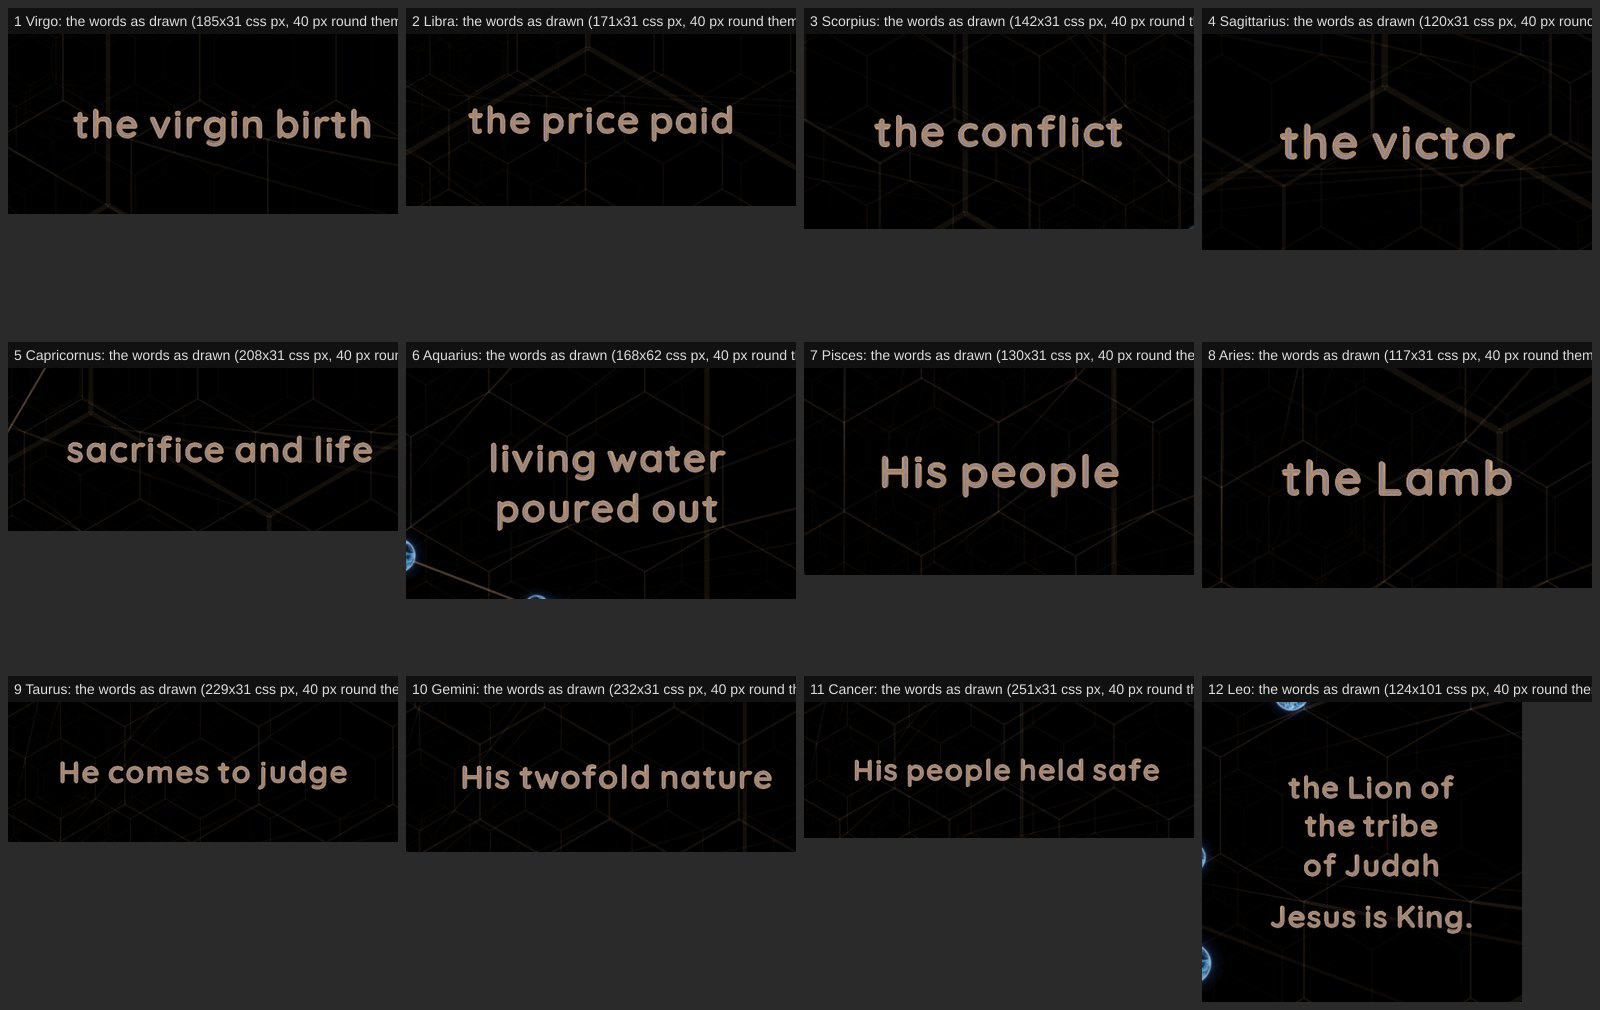 1 Virgo: the words as drawn (185x31 css px, 40 px round them
the virgin birth
2 Libra: the words as drawn (171x31 css px, 40 px round them
the price paid
3 Scorpius: the words as drawn (142x31 css px, 40 px round t
the conflict
4 Sagittarius: the words as drawn (120x31 css px, 40 px round
the victor
5 Capricornus: the words as drawn (208x31 css px, 40 px roun
sacrifice and life
6 Aquarius: the words as drawn (168x62 css px, 40 px round t
living water
poured out
7 Pisces: the words as drawn (130x31 css px, 40 px round the
His people
8 Aries: the words as drawn (117x31 css px, 40 px round them
the Lamb
9 Taurus: the words as drawn (229x31 css px, 40 px round the
He comes to judge
10 Gemini: the words as drawn (232x31 css px, 40 px round th
His twofold nature
11 Cancer: the words as drawn (251x31 css px, 40 px round th
His people held safe
12 Leo: the words as drawn (124x101 css px, 40 px round the
the Lion of
the tribe
of Judah
Jesus is King.